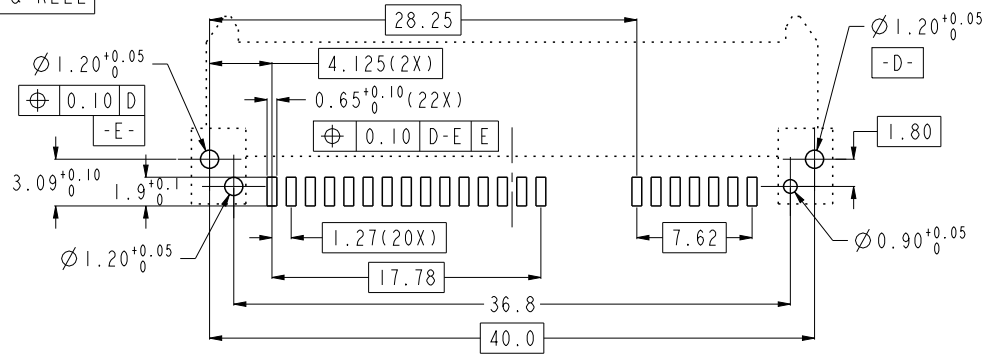 & REEL
28.25
Ø1.20 +0.05 0
-D-
Ø1.20 +0.05 0
⌖ 0.10 D
-E-
4.125(2X)
0.65 +0.10 0 (22X)
⌖ 0.10 D-E E
1.80
3.09 +0.10 0
1.9 +0.1 0
Ø1.20 +0.05 0
1.27(20X)
7.62
Ø0.90 +0.05 0
17.78
36.8
40.0